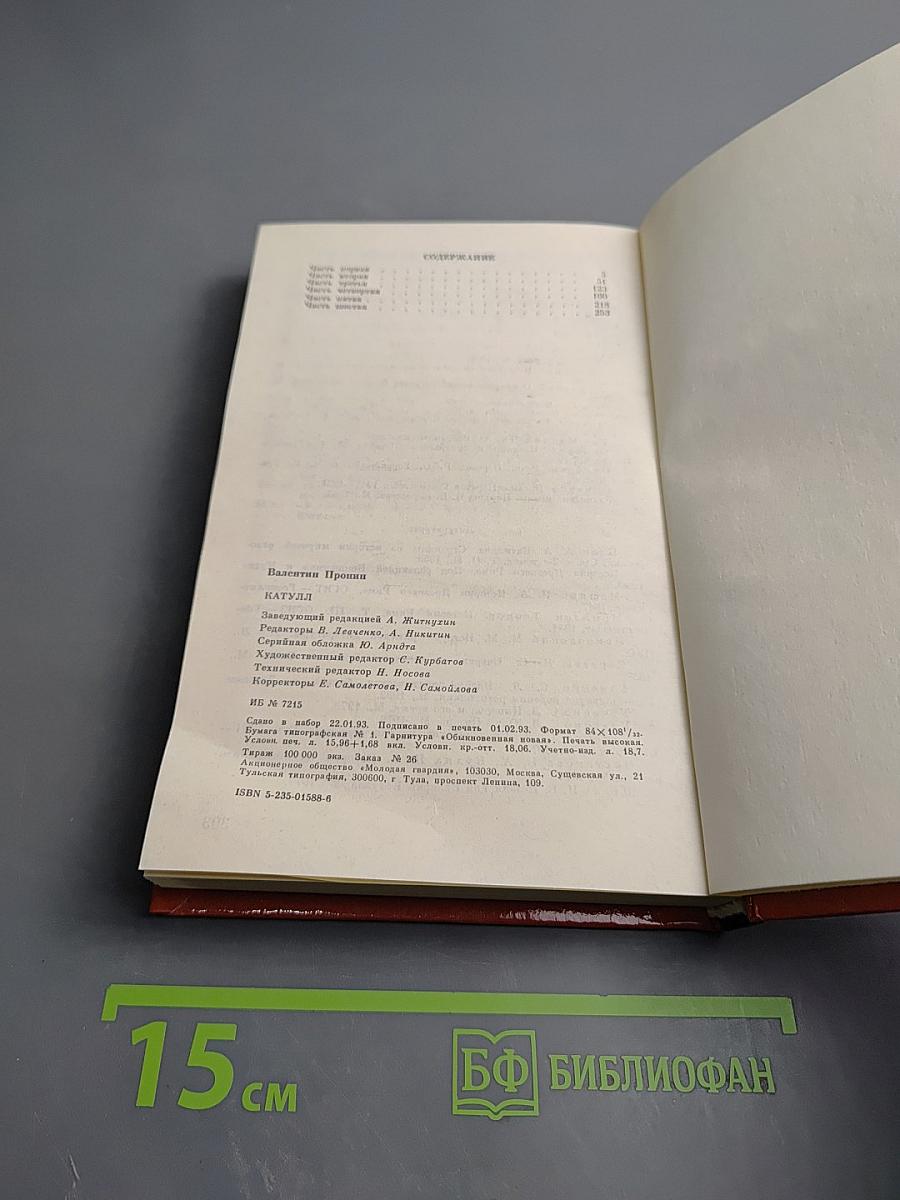 СОДЕРЖАНИЕ
Часть первая 5
Часть вторая 51
Часть третья 123
Часть четвертая
Часть пятая 218
Часть шестая 253
Валентин Пронин
КАТУЛЛ
Заведующий редакцией А. Житнухин
Редакторы В. Левченко, А. Никитин
Серийная обложка Ю. Арндта
Художественный редактор С. Курбатов
Технический редактор Н. Носова
Корректоры Е. Самолетова, Н. Самойлова
ИБ № 7215
Сдано в набор 22.01.93. Подписано в печать 01.02.93. Формат 84×108¹/₃₂.
Бумага типографская № 1. Гарнитура «Обыкновенная новая». Печать высокая.
Условн. печ. л. 15,96+1,68 вкл. Условн. кр.-отт. 18,06. Учетно-изд. л. 18,7.
Тираж 100 000 экз. Заказ № 26
Акционерное общество «Молодая гвардия», 103030, Москва, Сущевская ул., 21
Тульская типография, 300600, г Тула, проспект Ленина, 109.
ISBN 5-235-01588-6
15 см
БФ БИБЛИОФАН